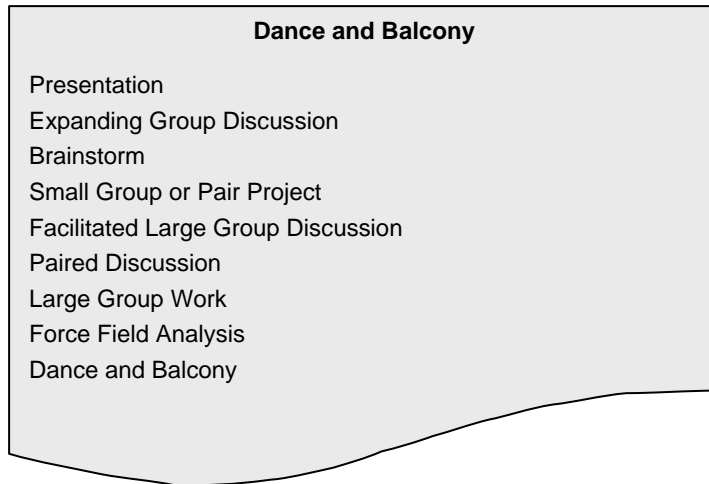 Dance and Balcony
Presentation
Expanding Group Discussion
Brainstorm
Small Group or Pair Project
Facilitated Large Group Discussion
Paired Discussion
Large Group Work
Force Field Analysis
Dance and Balcony